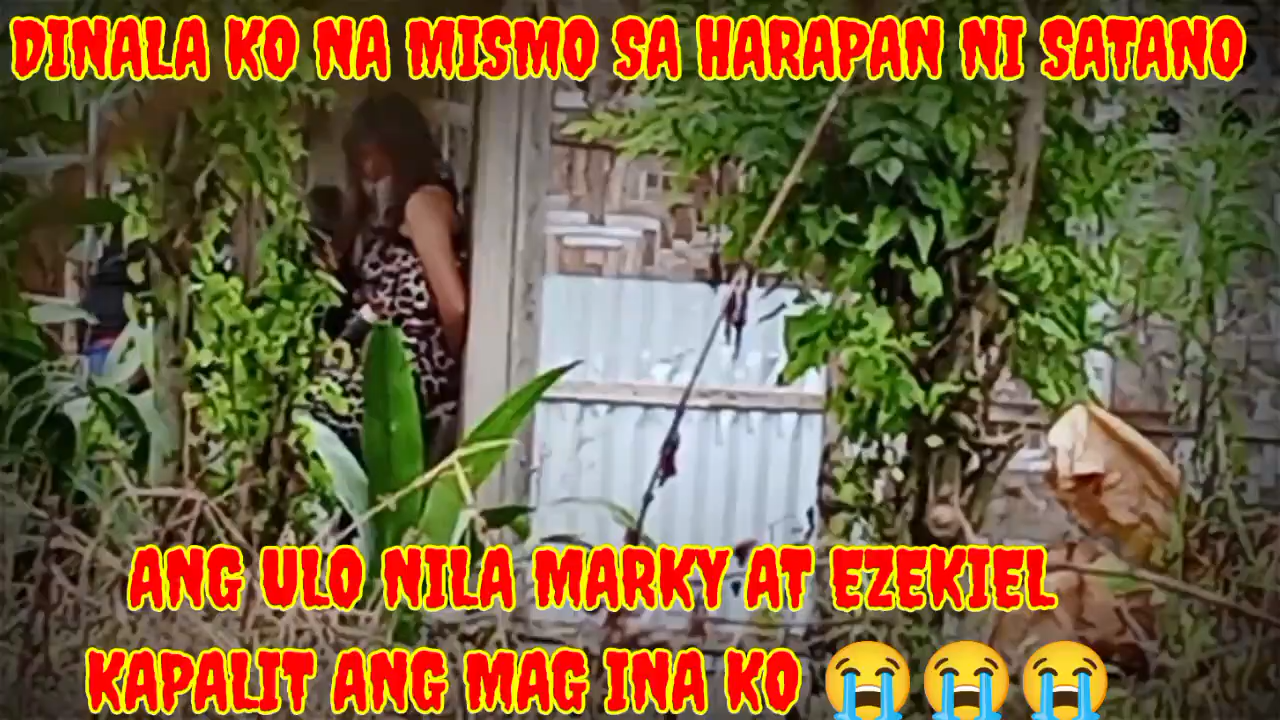 DINALA KO NA MISMO SA HARAPAN NI SATANO
ANG ULO NILA MARKY AT EZEKIEL
KAPALIT ANG MAG INA KO 😭😭😭